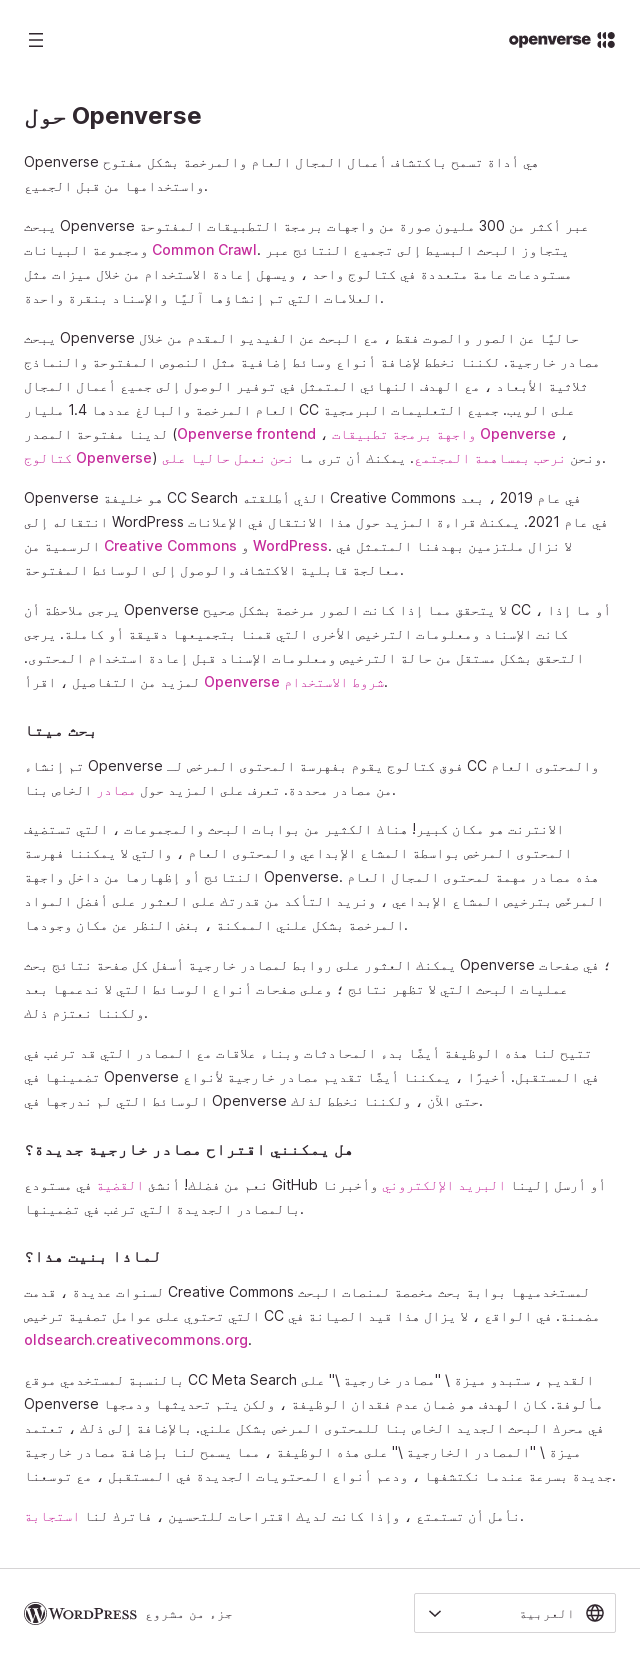 openverse
حول Openverse
Openverse هي أداة تسمح باكتشاف أعمال المجال العام والمرخصة بشكل مفتوح
واستخدامها من قبل الجميع.
يبحث Openverse عبر أكثر من 300 مليون صورة من واجهات برمجة التطبيقات المفتوحة
ومجموعة البيانات Common Crawl. يتجاوز البحث البسيط إلى تجميع النتائج عبر
مستودعات عامة متعددة في كتالوج واحد ، ويسهل إعادة الاستخدام من خلال ميزات مثل
العلامات التي تم إنشاؤها آليًا والإسناد بنقرة واحدة.
يبحث Openverse حاليًا عن الصور والصوت فقط ، مع البحث عن الفيديو المقدم من خلال
مصادر خارجية. لكننا نخطط لإضافة أنواع وسائط إضافية مثل النصوص المفتوحة والنماذج
ثلاثية الأبعاد ، مع الهدف النهائي المتمثل في توفير الوصول إلى جميع أعمال المجال
العام المرخصة والبالغ عددها 1.4 مليار CC على الويب. جميع التعليمات البرمجية
لدينا مفتوحة المصدر (Openverse frontend ، واجهة برمجة تطبيقات Openverse ،
كتالوج Openverse) ونحن نرحب بمساهمة المجتمع. يمكنك أن ترى ما نحن نعمل حاليا على.
Openverse هو خليفة CC Search الذي أطلقته Creative Commons في عام 2019 ، بعد
انتقاله إلى WordPress في عام 2021. يمكنك قراءة المزيد حول هذا الانتقال في الإعلانات
الرسمية من Creative Commons و WordPress. لا نزال ملتزمين بهدفنا المتمثل في
معالجة قابلية الاكتشاف والوصول إلى الوسائط المفتوحة.
يرجى ملاحظة أن Openverse لا يتحقق مما إذا كانت الصور مرخصة بشكل صحيح CC ، أو ما إذا
كانت الإسناد ومعلومات الترخيص الأخرى التي قمنا بتجميعها دقيقة أو كاملة. يرجى
التحقق بشكل مستقل من حالة الترخيص ومعلومات الإسناد قبل إعادة استخدام المحتوى.
لمزيد من التفاصيل ، اقرأ Openverse شروط الاستخدام.
بحث ميتا
تم إنشاء Openverse فوق كتالوج يقوم بفهرسة المحتوى المرخص لـ CC والمحتوى العام
من مصادر محددة. تعرف على المزيد حول مصادر الخاص بنا.
الانترنت هو مكان كبير! هناك الكثير من بوابات البحث والمجموعات ، التي تستضيف
المحتوى المرخص بواسطة المشاع الإبداعي والمحتوى العام ، والتي لا يمكننا فهرسة
النتائج أو إظهارها من داخل واجهة Openverse. هذه مصادر مهمة لمحتوى المجال العام
المرخّص بترخيص المشاع الإبداعي ، ونريد التأكد من قدرتك على العثور على أفضل المواد
المرخصة بشكل علني الممكنة ، بغض النظر عن مكان وجودها.
يمكنك العثور على روابط لمصادر خارجية أسفل كل صفحة نتائج بحث Openverse ؛ في صفحات
عمليات البحث التي لا تظهر نتائج ؛ وعلى صفحات أنواع الوسائط التي لا ندعمها بعد
ولكننا نعتزم ذلك.
تتيح لنا هذه الوظيفة أيضًا بدء المحادثات وبناء علاقات مع المصادر التي قد ترغب في
تضمينها في Openverse في المستقبل. أخيرًا ، يمكننا أيضًا تقديم مصادر خارجية لأنواع
الوسائط التي لم ندرجها في Openverse حتى الآن ، ولكننا نخطط لذلك.
هل يمكنني اقتراح مصادر خارجية جديدة؟
نعم من فضلك! أنشئ القضية في مستودع GitHub أو أرسل إلينا البريد الإلكتروني وأخبرنا
بالمصادر الجديدة التي ترغب في تضمينها.
لماذا بنيت هذا؟
لسنوات عديدة ، قدمت Creative Commons لمستخدميها بوابة بحث مخصصة لمنصات البحث
التي تحتوي على عوامل تصفية ترخيص CC مضمنة. في الواقع ، لا يزال هذا قيد الصيانة في
oldsearch.creativecommons.org.
بالنسبة لمستخدمي موقع CC Meta Search القديم ، ستبدو ميزة \ "مصادر خارجية \" على
Openverse مألوفة. كان الهدف هو ضمان عدم فقدان الوظيفة ، ولكن يتم تحديثها ودمجها
في محرك البحث الجديد الخاص بنا للمحتوى المرخص بشكل علني. بالإضافة إلى ذلك ، تعتمد
ميزة \ "المصادر الخارجية \" على هذه الوظيفة ، مما يسمح لنا بإضافة مصادر خارجية
جديدة بسرعة عندما نكتشفها ، ودعم أنواع المحتويات الجديدة في المستقبل ، مع توسعنا.
نأمل أن تستمتع ، وإذا كانت لديك اقتراحات للتحسين ، فاترك لنا استجابة.
العربية
جزء من مشروع WORDPRESS